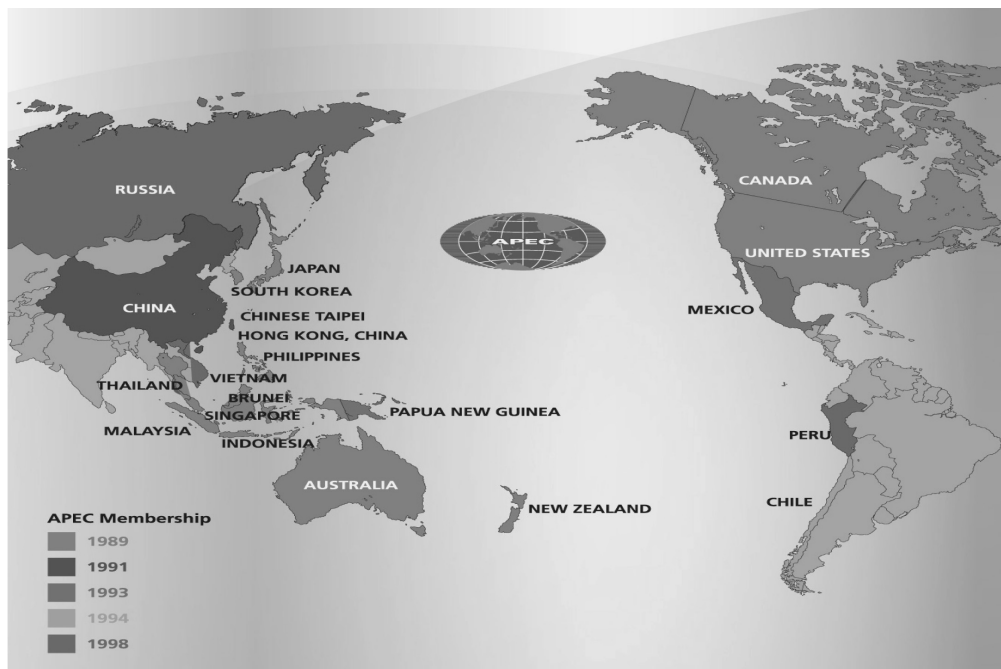 RUSSIA
CANADA
APEC
UNITED STATES
JAPAN
SOUTH KOREA
CHINA
MEXICO
CHINESE TAIPEI
HONG KONG, CHINA
PHILIPPINES
THAILAND
VIETNAM
BRUNEI
SINGAPORE
PAPUA NEW GUINEA
MALAYSIA
INDONESIA
PERU
AUSTRALIA
CHILE
NEW ZEALAND
APEC Membership
1989
1991
1993
1994
1998